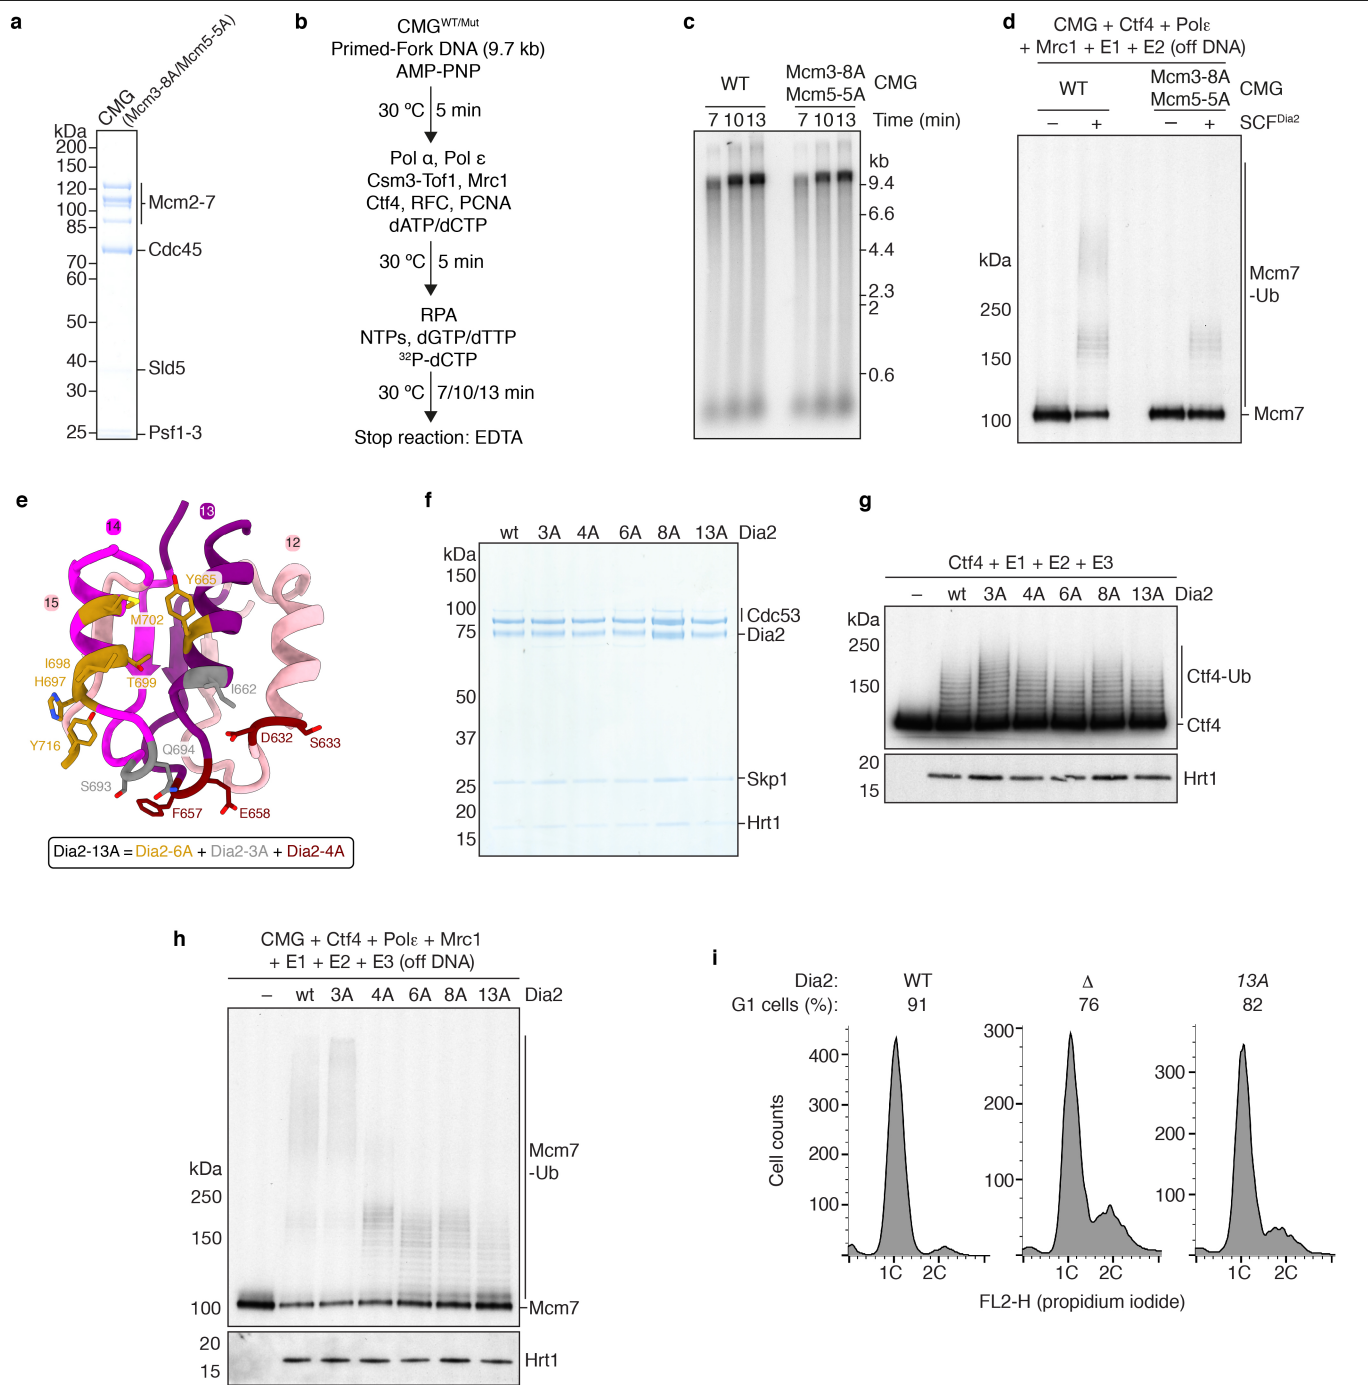 a
CMG
(Mcm3-8A/Mcm5-5A)
kDa
200
150
120
100
85
70
60
50
40
30
25
Mcm2-7
Cdc45
Sld5
Psf1-3
b
CMGWT/Mut
Primed-Fork DNA (9.7 kb)
AMP-PNP
30 ºC 5 min
Pol α, Pol ε
Csm3-Tof1, Mrc1
Ctf4, RFC, PCNA
dATP/dCTP
30 ºC 5 min
RPA
NTPs, dGTP/dTTP
32P-dCTP
30 ºC 7/10/13 min
Stop reaction: EDTA
c
WT
Mcm3-8A
Mcm5-5A
CMG
7 10 13 7 10 13 Time (min)
kb
9.4
6.6
4.4
2.3
2
0.6
d
CMG + Ctf4 + Polε
+ Mrc1 + E1 + E2 (off DNA)
WT
Mcm3-8A
Mcm5-5A
CMG
– + – + SCFDia2
kDa
250
150
100
Mcm7
-Ub
Mcm7
e
14
13
12
15
Y665
M702
I698
H697
T699
I662
Y716
Q694
D632
S633
S693
F657
E658
Dia2-13A = Dia2-6A + Dia2-3A + Dia2-4A
f
wt 3A 4A 6A 8A 13A Dia2
kDa
150
100
75
50
37
25
20
15
Cdc53
Dia2
Skp1
Hrt1
g
Ctf4 + E1 + E2 + E3
– wt 3A 4A 6A 8A 13A Dia2
kDa
250
150
Ctf4-Ub
Ctf4
20
15
Hrt1
h
CMG + Ctf4 + Polε + Mrc1
+ E1 + E2 + E3 (off DNA)
– wt 3A 4A 6A 8A 13A Dia2
kDa
250
150
100
Mcm7
-Ub
Mcm7
20
15
Hrt1
i
Dia2: WT Δ 13A
G1 cells (%): 91 76 82
Cell counts
400
300
200
100
300
200
100
300
200
100
1C 2C 1C 2C 1C 2C
FL2-H (propidium iodide)